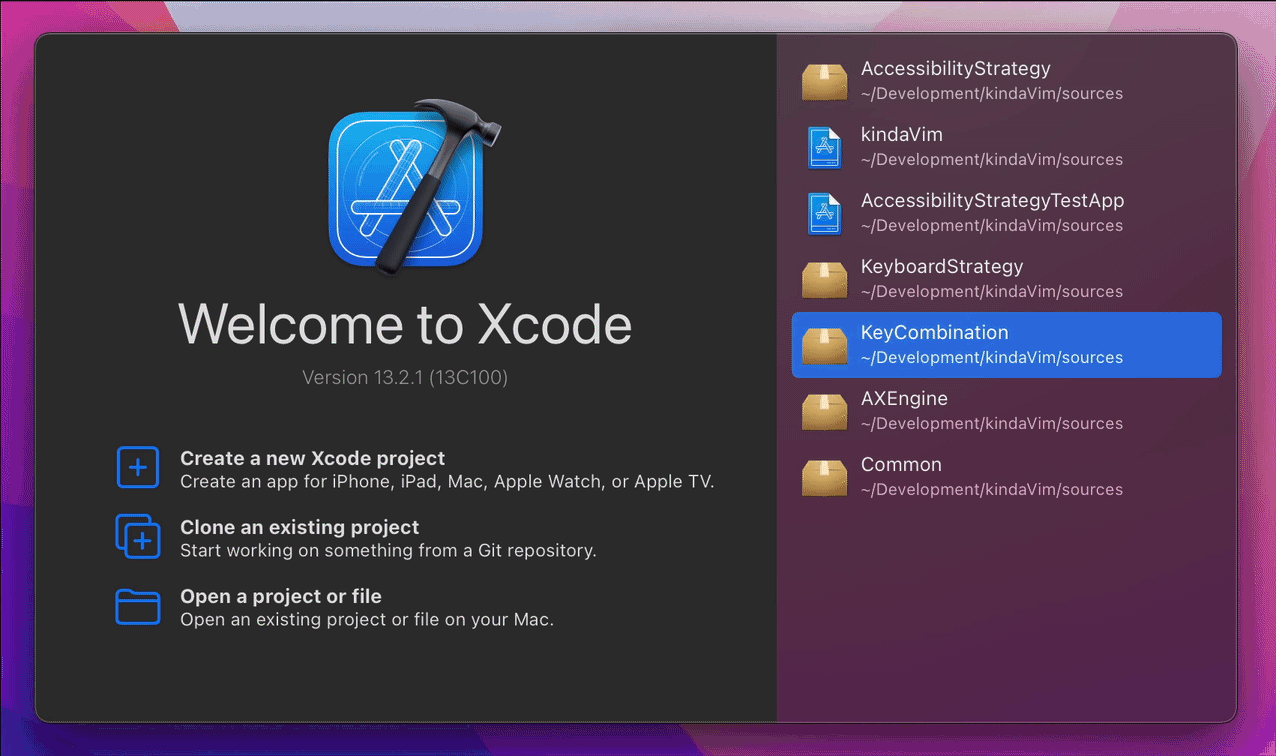 Welcome to Xcode
Version 13.2.1 (13C100)
Create a new Xcode project
Create an app for iPhone, iPad, Mac, Apple Watch, or Apple TV.
Clone an existing project
Start working on something from a Git repository.
Open a project or file
Open an existing project or file on your Mac.
AccessibilityStrategy
~/Development/kindaVim/sources
kindaVim
~/Development/kindaVim/sources
AccessibilityStrategyTestApp
~/Development/kindaVim/sources
KeyboardStrategy
~/Development/kindaVim/sources
KeyCombination
~/Development/kindaVim/sources
AXEngine
~/Development/kindaVim/sources
Common
~/Development/kindaVim/sources